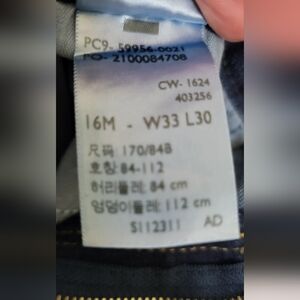 PC9- 59956-0021
PO- 2100084708
CW- 1624
403256
16M - W33 L30
尺码: 170/84B
호칭: 84-112
허리둘레: 84 cm
엉덩이둘레: 112 cm
S112311 AD